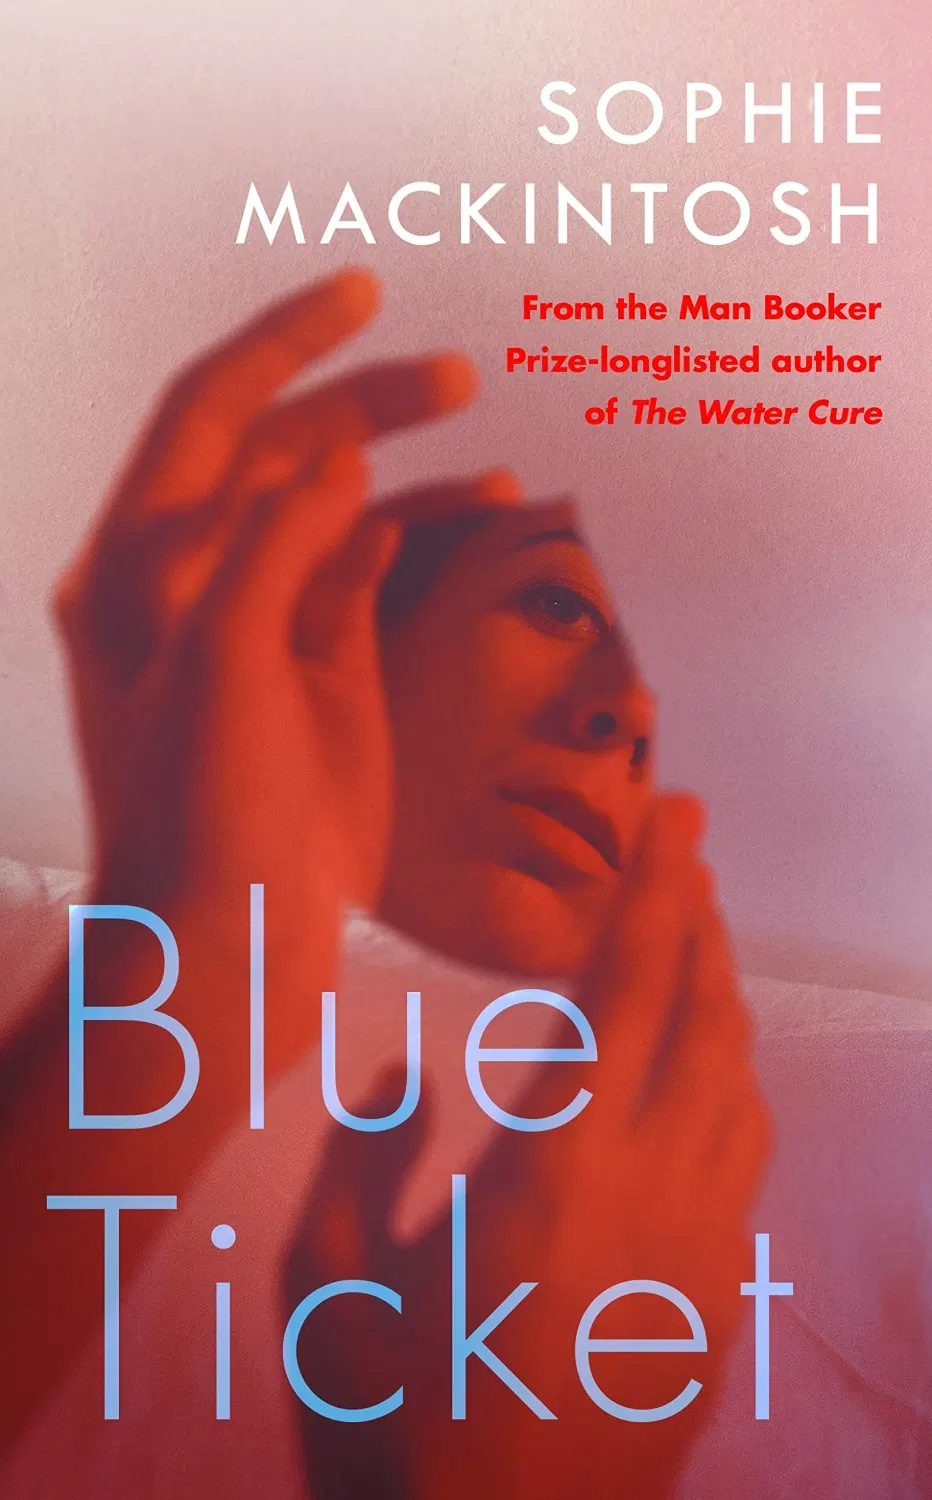 SOPHIE
MACKINTOSH
From the Man Booker
Prize-longlisted author
of The Water Cure
Blue
Ticket